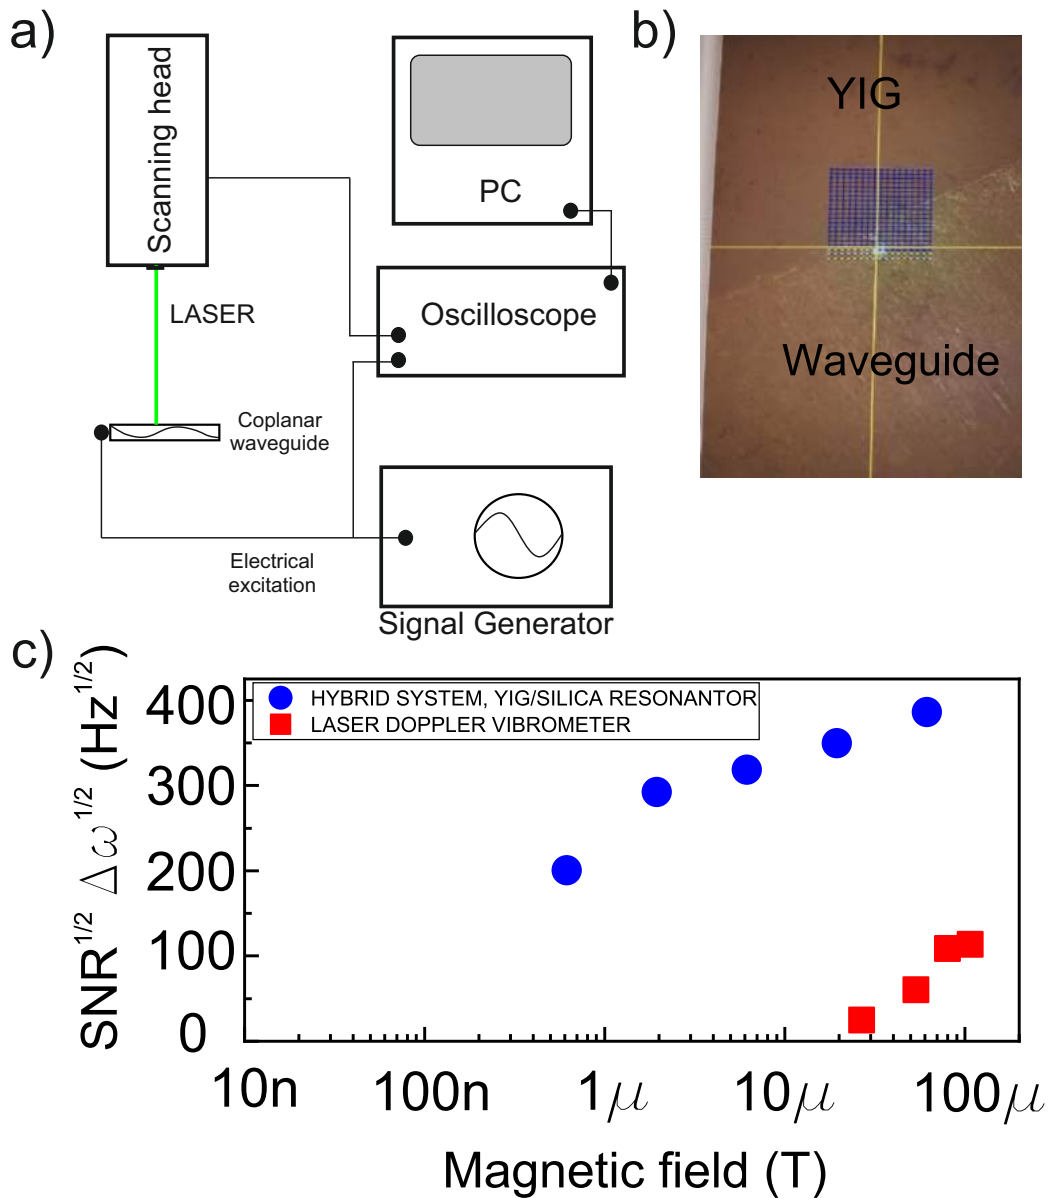 a)
Scanning head
LASER
Coplanar
waveguide
PC
Oscilloscope
Electrical
excitation
Signal Generator
b)
YIG
Waveguide
c)
SNR^1/2 Δω^1/2 (Hz^1/2)
400
300
200
100
0
HYBRID SYSTEM, YIG/SILICA RESONANTOR
LASER DOPPLER VIBROMETER
10n 100n 1μ 10μ 100μ
Magnetic field (T)